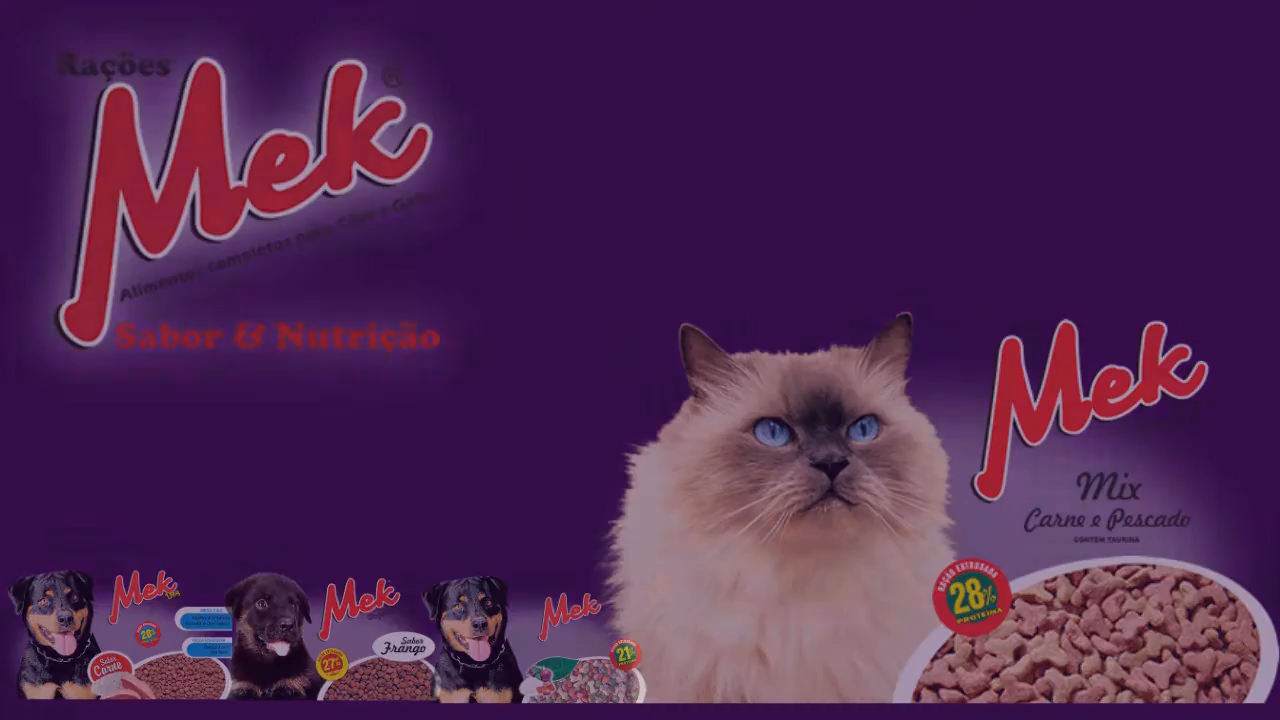 Rações
Mek®
Alimentos completos para Cães e Gatos
Sabor & Nutrição
Mek
Mix
Carne e Pescado
CONTÉM TAURINA
RAÇÃO EXTRUSADA
28%
PROTEÍNA
Mek
28%
Sabor
Carne
Mek
27%
Sabor
Frango
Mek
21%